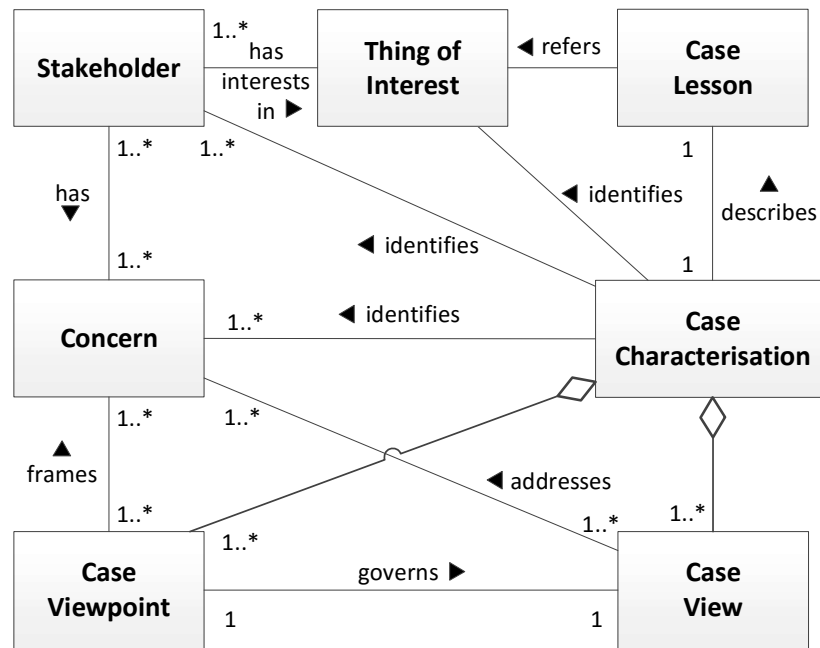 Stakeholder
1..*
has
interests
in ►
Thing of
Interest
◄ refers
Case
Lesson
1..*
1..*
1
has
▼
◄ identifies
▲
describes
◄ identifies
1..*
1
Concern
1..*
◄ identifies
Case
Characterisation
1..*
1..*
▲
frames
◄ addresses
1..*
1..*
1..*
1..*
Case
Viewpoint
governs ►
Case
View
1
1